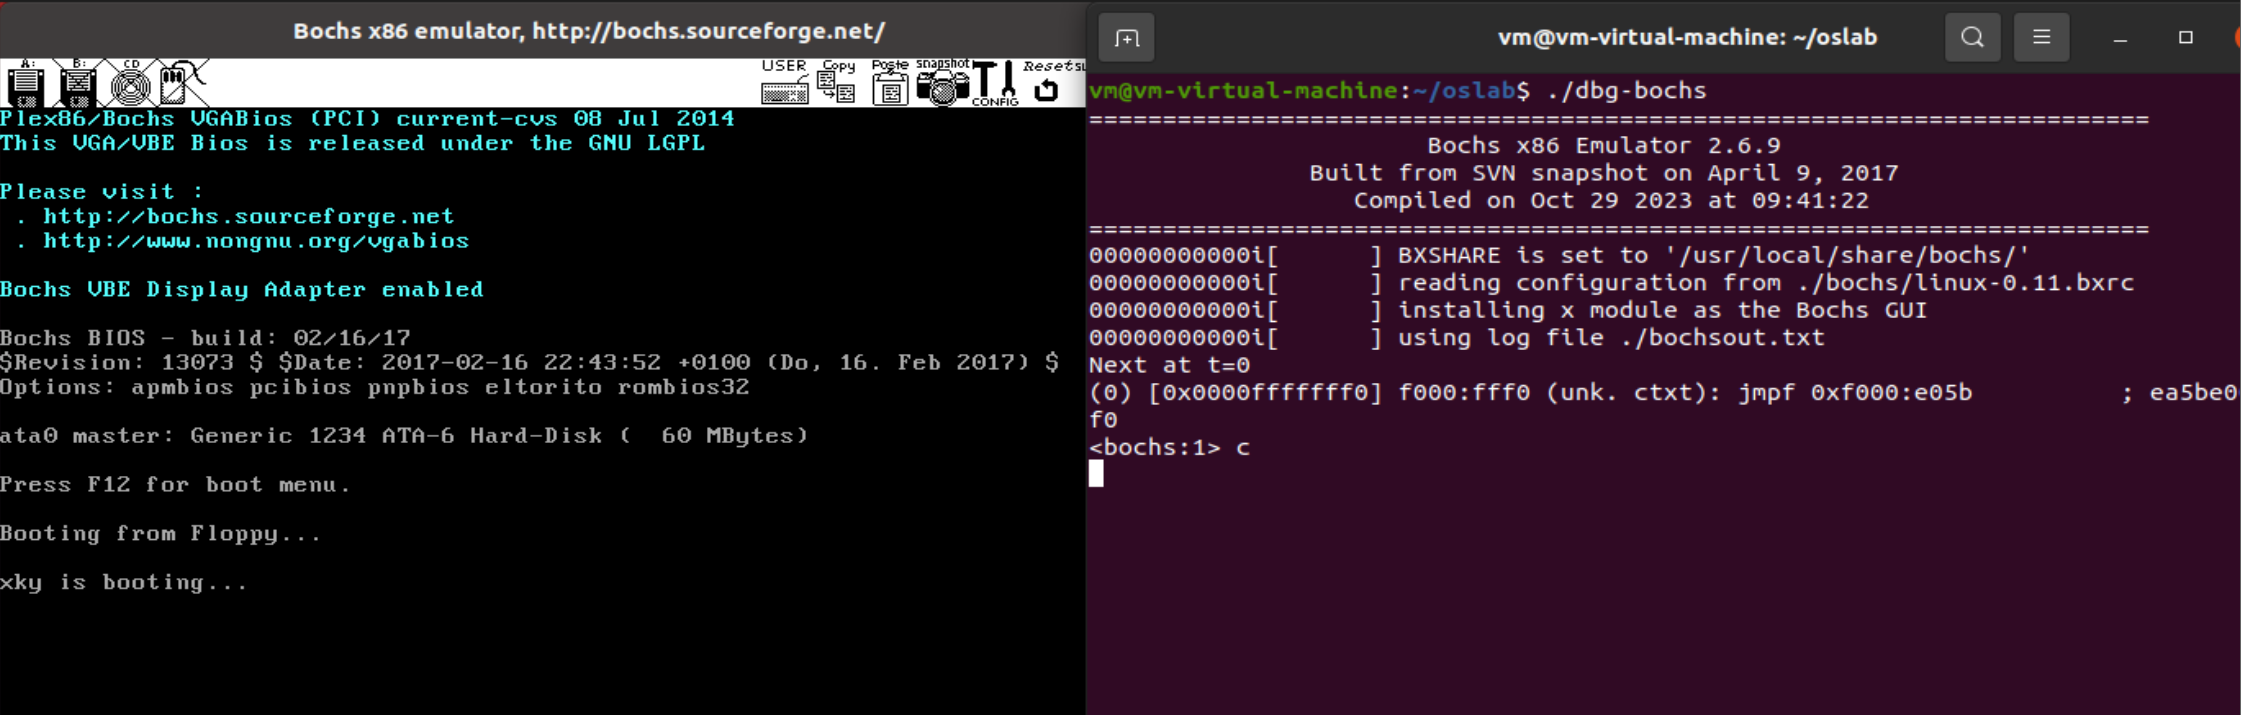 Bochs x86 emulator, http://bochs.sourceforge.net/
A: B: CD USER Copy Paste snapshot CONFIG Reset
Plex86/Bochs VGABios (PCI) current-cvs 08 Jul 2014
This VGA/VBE Bios is released under the GNU LGPL
Please visit :
. http://bochs.sourceforge.net
. http://www.nongnu.org/vgabios
Bochs VBE Display Adapter enabled
Bochs BIOS - build: 02/16/17
$Revision: 13073 $ $Date: 2017-02-16 22:43:52 +0100 (Do, 16. Feb 2017) $
Options: apmbios pcibios pnpbios eltorito rombios32
ata0 master: Generic 1234 ATA-6 Hard-Disk (  60 MBytes)
Press F12 for boot menu.
Booting from Floppy...
xky is booting...
vm@vm-virtual-machine: ~/oslab
vm@vm-virtual-machine:~/oslab$ ./dbg-bochs
========================================================================
Bochs x86 Emulator 2.6.9
Built from SVN snapshot on April 9, 2017
Compiled on Oct 29 2023 at 09:41:22
========================================================================
00000000000i[      ] BXSHARE is set to '/usr/local/share/bochs/'
00000000000i[      ] reading configuration from ./bochs/linux-0.11.bxrc
00000000000i[      ] installing x module as the Bochs GUI
00000000000i[      ] using log file ./bochsout.txt
Next at t=0
(0) [0x0000fffffff0] f000:fff0 (unk. ctxt): jmpf 0xf000:e05b          ; ea5be0
f0
<bochs:1> c